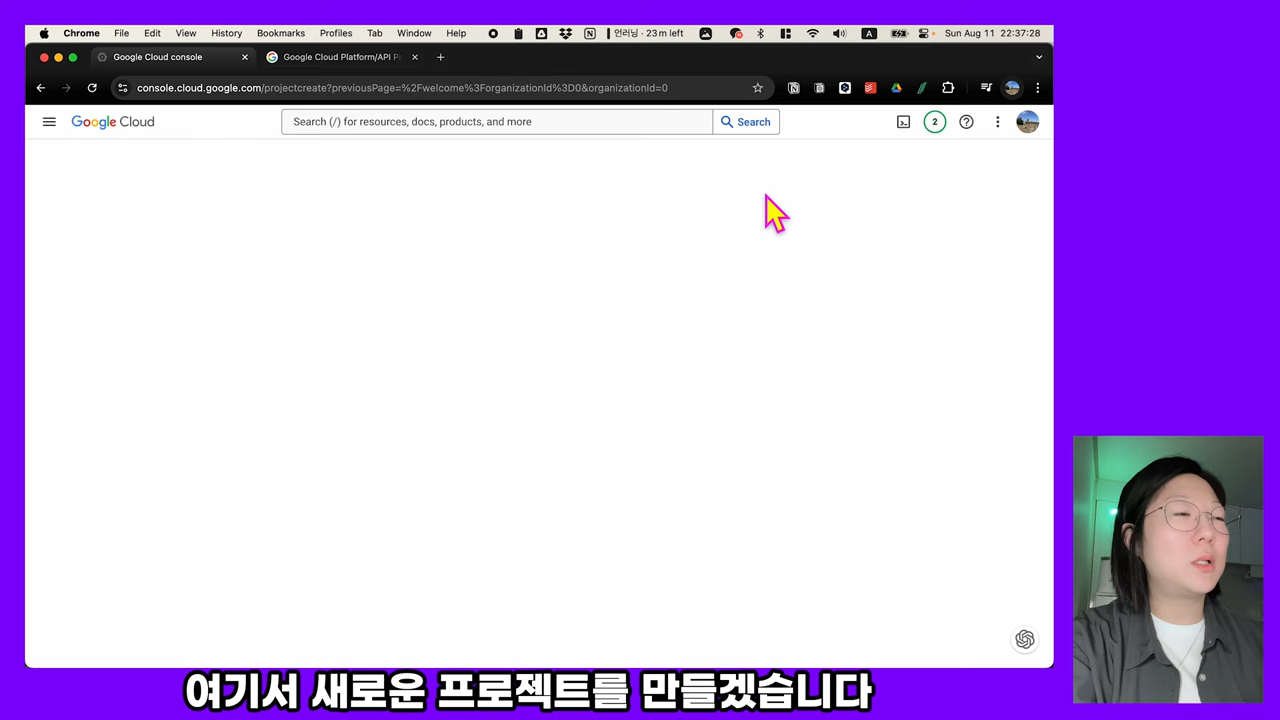 Chrome File Edit View History Bookmarks Profiles Tab Window Help 언러닝 · 23 m left A Sun Aug 11 22:37:28
Google Cloud console Google Cloud Platform/API P
console.cloud.google.com/projectcreate?previousPage=%2Fwelcome%3ForganizationId%3D0&organizationId=0
Google Cloud Search (/) for resources, docs, products, and more Search 2
여기서 새로운 프로젝트를 만들겠습니다